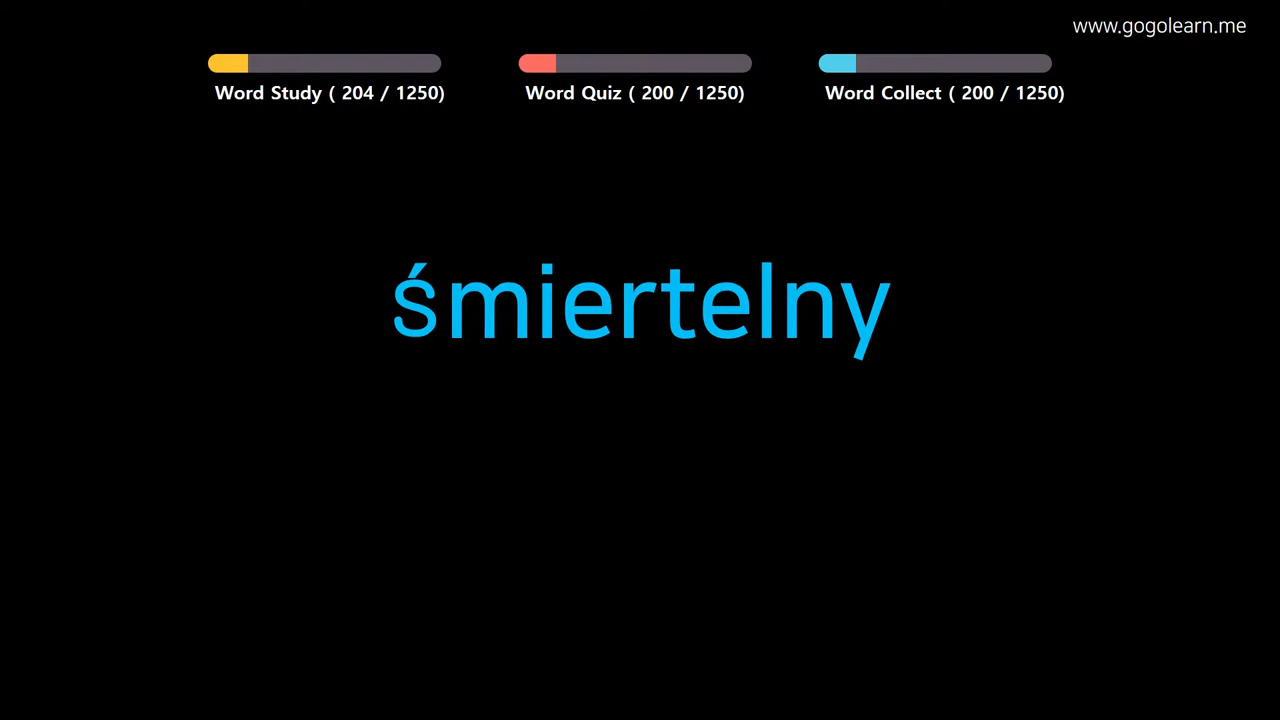 www.gogolearn.me
Word Study ( 204 / 1250)
Word Quiz ( 200 / 1250)
Word Collect ( 200 / 1250)
śmiertelny